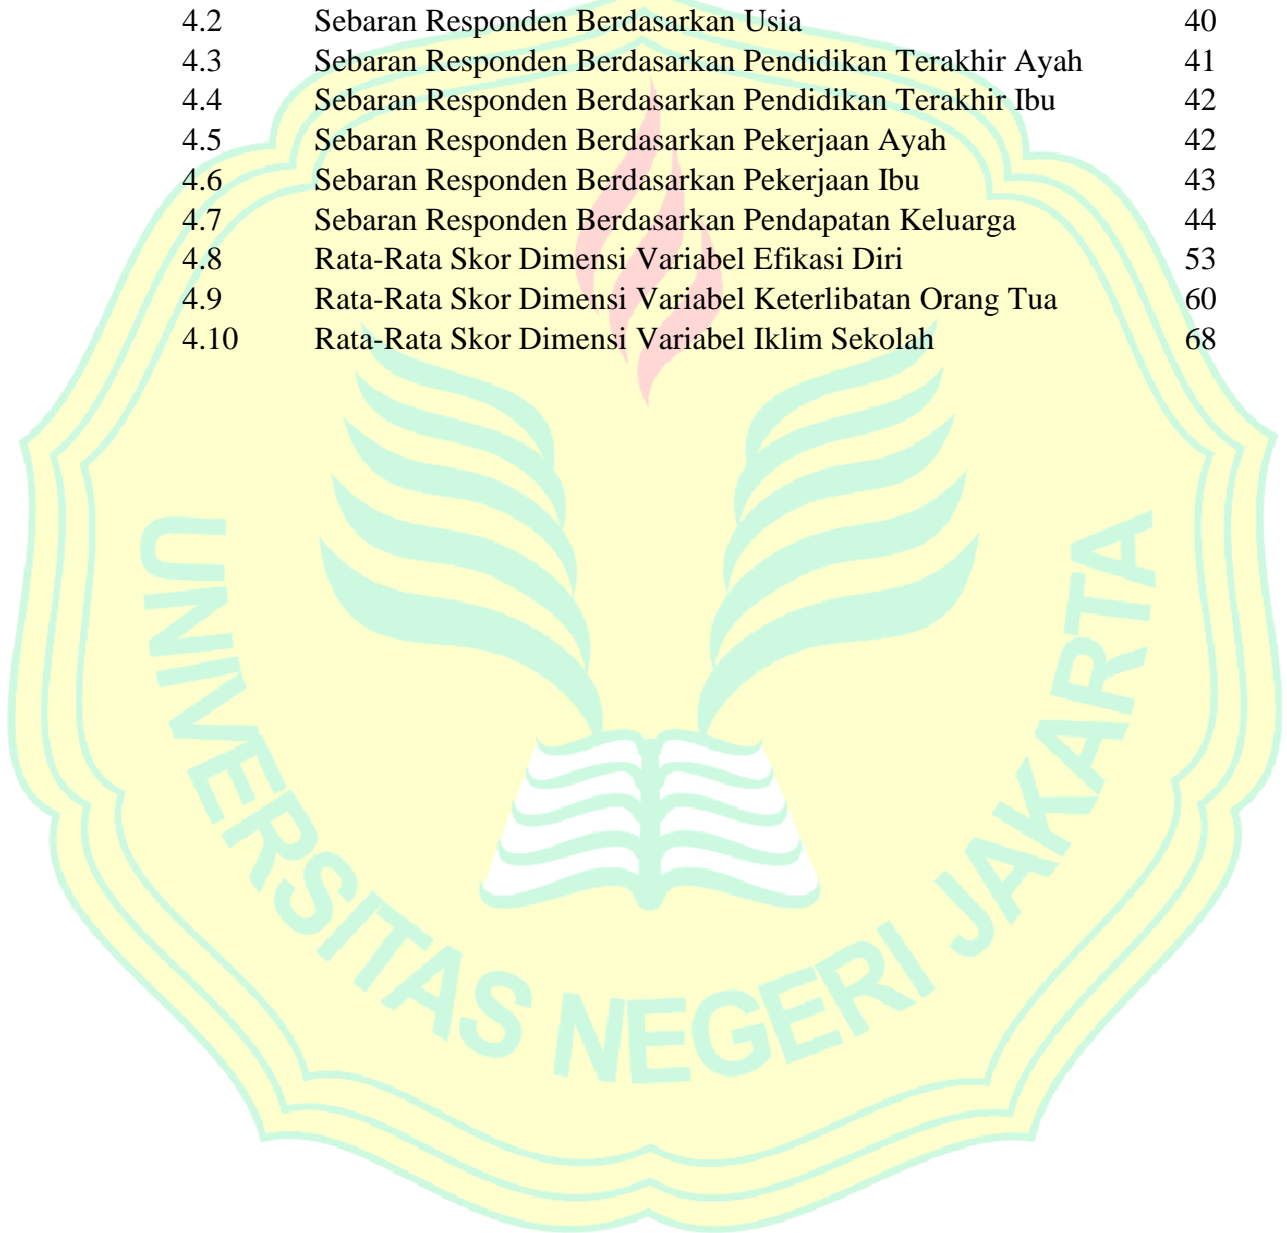 4.2 Sebaran Responden Berdasarkan Usia 40
4.3 Sebaran Responden Berdasarkan Pendidikan Terakhir Ayah 41
4.4 Sebaran Responden Berdasarkan Pendidikan Terakhir Ibu 42
4.5 Sebaran Responden Berdasarkan Pekerjaan Ayah 42
4.6 Sebaran Responden Berdasarkan Pekerjaan Ibu 43
4.7 Sebaran Responden Berdasarkan Pendapatan Keluarga 44
4.8 Rata-Rata Skor Dimensi Variabel Efikasi Diri 53
4.9 Rata-Rata Skor Dimensi Variabel Keterlibatan Orang Tua 60
4.10 Rata-Rata Skor Dimensi Variabel Iklim Sekolah 68
UNIVERSITAS NEGERI JAKARTA